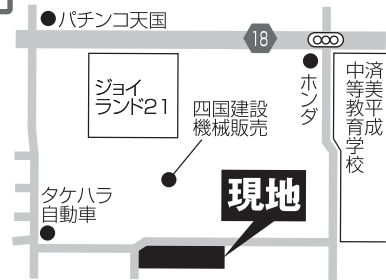 パチンコ天国
18
ジョイ
ランド21
四国建設
機械販売
ホンダ
済美平成
中等教育学校
タケハラ
自動車
現地